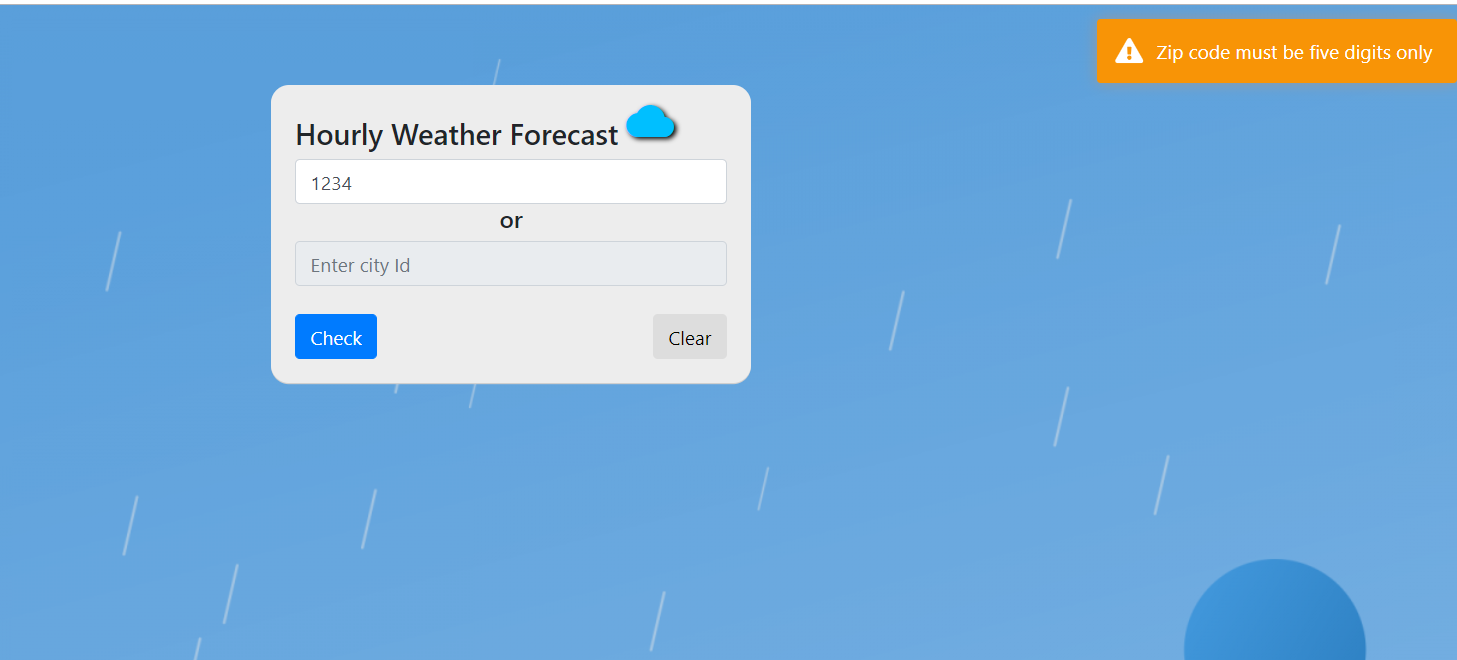 Zip code must be five digits only
Hourly Weather Forecast
1234
or
Enter city Id
Check
Clear